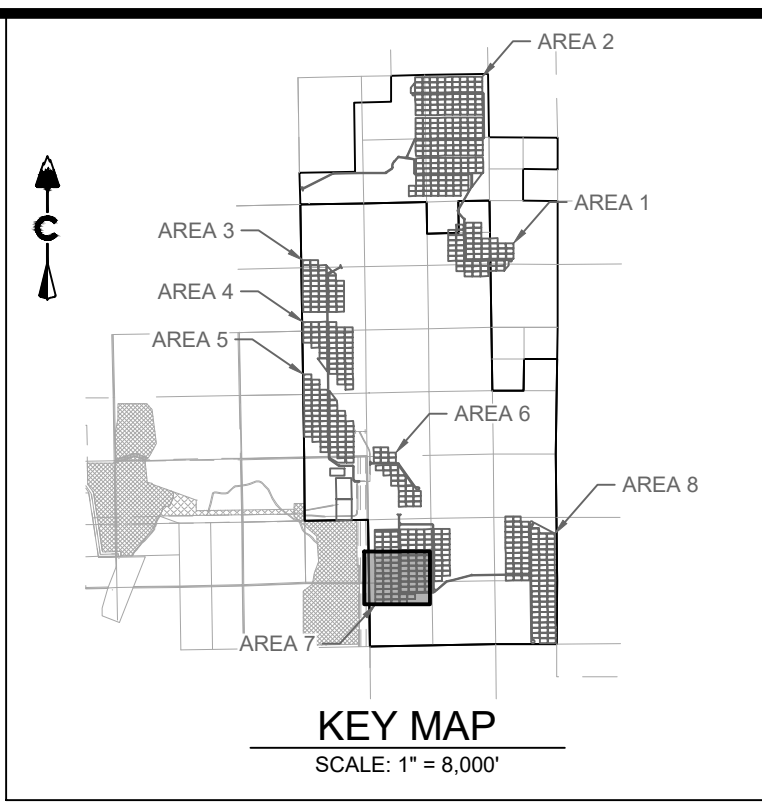 AREA 2
AREA 1
AREA 3
C
AREA 4
AREA 5
AREA 6
AREA 8
AREA 7
KEY MAP
SCALE: 1" = 8,000'